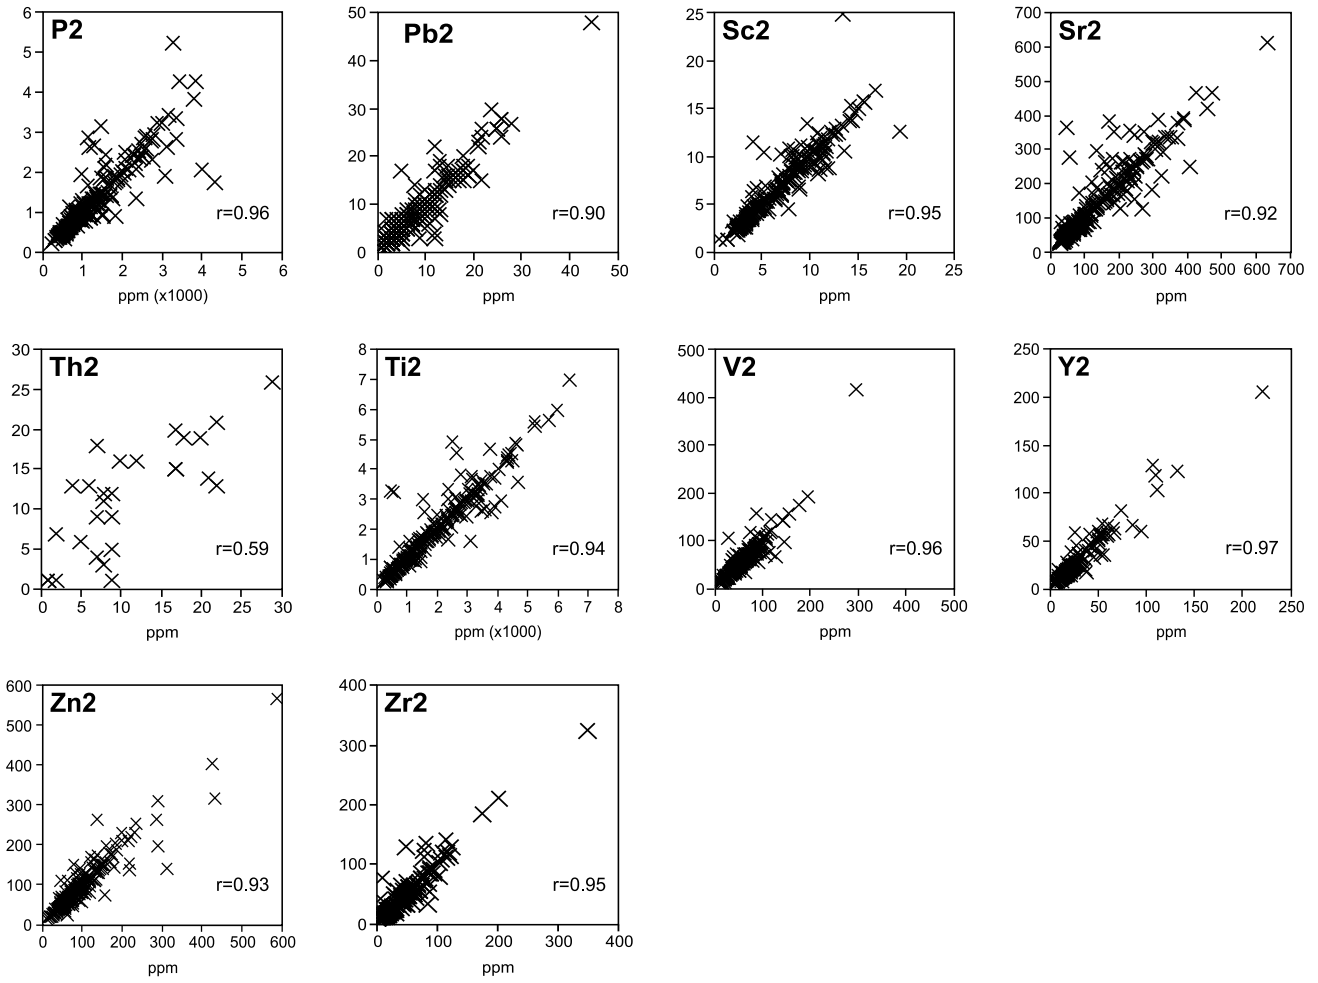 P2
6
5
4
3
2
1
0
r=0.96
0 1 2 3 4 5 6
ppm (x1000)
Pb2
50
40
30
20
10
0
r=0.90
0 10 20 30 40 50
ppm
Sc2
25
20
15
10
5
0
r=0.95
0 5 10 15 20 25
ppm
Sr2
700
600
500
400
300
200
100
0
r=0.92
0 100 200 300 400 500 600 700
ppm
Th2
30
25
20
15
10
5
0
r=0.59
0 5 10 15 20 25 30
ppm
Ti2
8
7
6
5
4
3
2
1
0
r=0.94
0 1 2 3 4 5 6 7 8
ppm (x1000)
V2
500
400
300
200
100
0
r=0.96
0 100 200 300 400 500
ppm
Y2
250
200
150
100
50
0
r=0.97
0 50 100 150 200 250
ppm
Zn2
600
500
400
300
200
100
0
r=0.93
0 100 200 300 400 500 600
ppm
Zr2
400
300
200
100
0
r=0.95
0 100 200 300 400
ppm